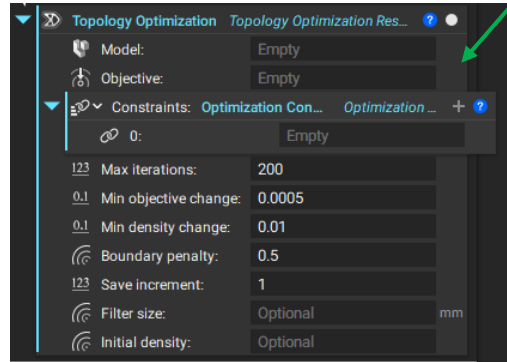 Topology Optimization Topology Optimization Res... ?
Model: Empty
Objective: Empty
Constraints: Optimization Con... Optimization ... + ?
0: Empty
123 Max iterations: 200
0.1 Min objective change: 0.0005
0.1 Min density change: 0.01
Boundary penalty: 0.5
123 Save increment: 1
Filter size: Optional mm
Initial density: Optional